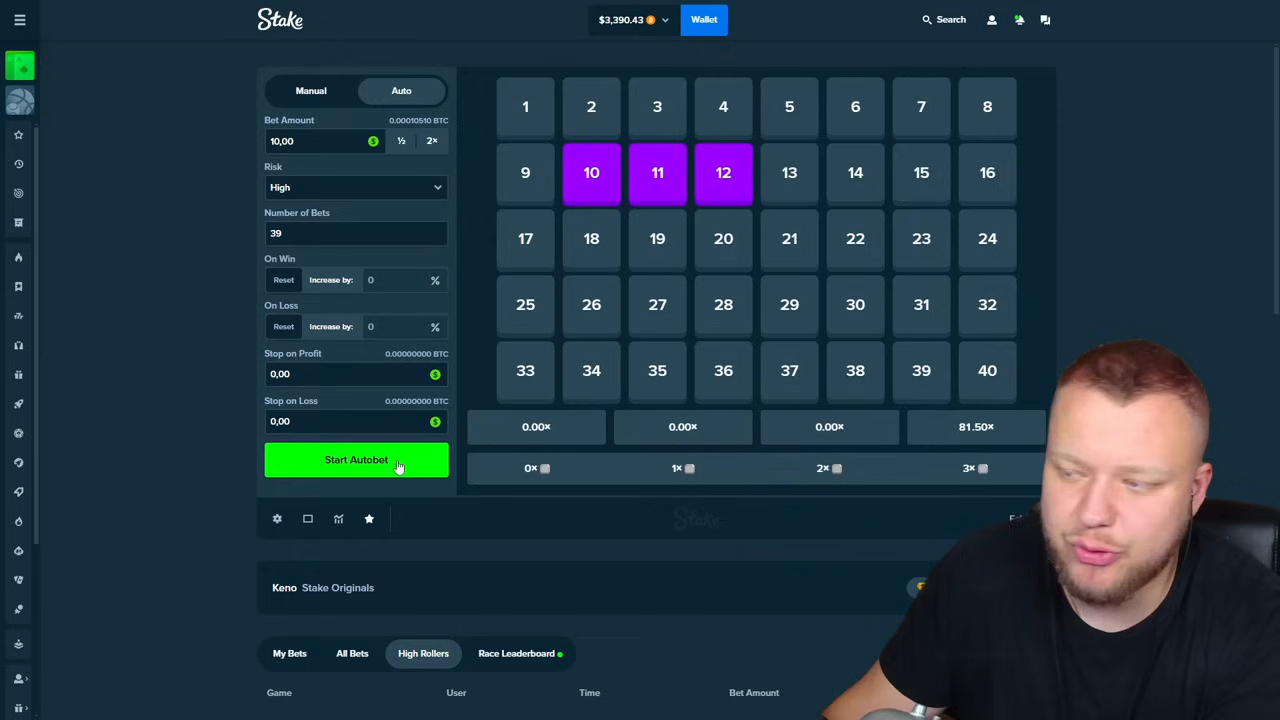 Stake
$3,390.43
Wallet
Search
Manual
Auto
Bet Amount
0.00010510 BTC
10,00
½
2×
Risk
High
Number of Bets
39
On Win
Reset
Increase by:
0
%
On Loss
Reset
Increase by:
0
%
Stop on Profit
0.00000000 BTC
0,00
Stop on Loss
0.00000000 BTC
0,00
Start Autobet
1 2 3 4 5 6 7 8
9 10 11 12 13 14 15 16
17 18 19 20 21 22 23 24
25 26 27 28 29 30 31 32
33 34 35 36 37 38 39 40
0.00× 0.00× 0.00× 81.50×
0× 1× 2× 3×
Stake
Keno Stake Originals
My Bets
All Bets
High Rollers
Race Leaderboard
Game
User
Time
Bet Amount